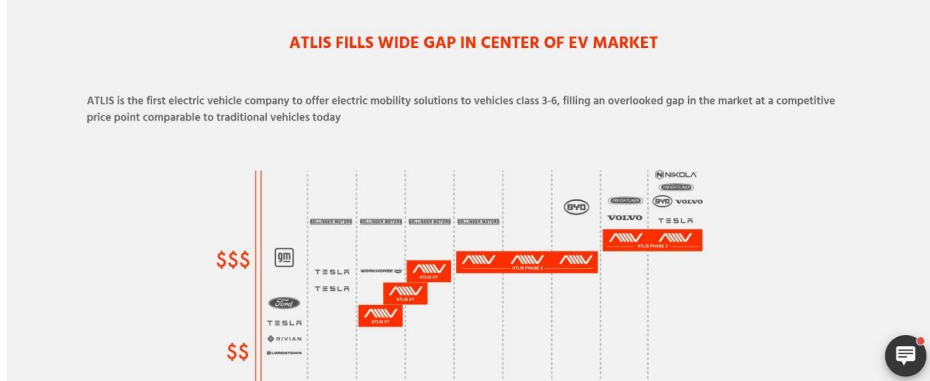 ATLIS FILLS WIDE GAP IN CENTER OF EV MARKET
ATLIS is the first electric vehicle company to offer electric mobility solutions to vehicles class 3-6, filling an overlooked gap in the market at a competitive
price point comparable to traditional vehicles today
NIKOLA
FREIGHTLINER
BYD
FREIGHTLINER
BYD VOLVO
VOLVO
TESLA
BOLLINGER MOTORS
BOLLINGER MOTORS
BOLLINGER MOTORS
BOLLINGER MOTORS
ATLIS PHASE 3
$$$
gm
ATLIS PHASE 2
TESLA
WORKHORSE
ATLIS XT
TESLA
ATLIS XT
Ford
TESLA
ATLIS XT
RIVIAN
$$
LORDSTOWN